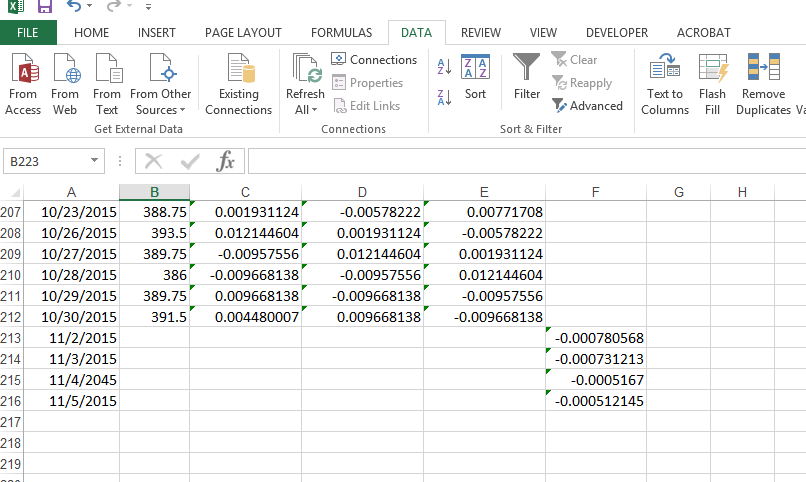 FILE HOME INSERT PAGE LAYOUT FORMULAS DATA REVIEW VIEW DEVELOPER ACROBAT
From Access From Web From Text From Other Sources Existing Connections Refresh All Connections Properties Edit Links Sort Filter Clear Reapply Advanced Text to Columns Flash Fill Remove Duplicates Va
Get External Data Connections Sort & Filter
B223 fx
A B C D E F G H
207 10/23/2015 388.75 0.001931124 -0.00578222 0.00771708
208 10/26/2015 393.5 0.012144604 0.001931124 -0.00578222
209 10/27/2015 389.75 -0.00957556 0.012144604 0.001931124
210 10/28/2015 386 -0.009668138 -0.00957556 0.012144604
211 10/29/2015 389.75 0.009668138 -0.009668138 -0.00957556
212 10/30/2015 391.5 0.004480007 0.009668138 -0.009668138
213 11/2/2015 -0.000780568
214 11/3/2015 -0.000731213
215 11/4/2045 -0.0005167
216 11/5/2015 -0.000512145
217
218
219